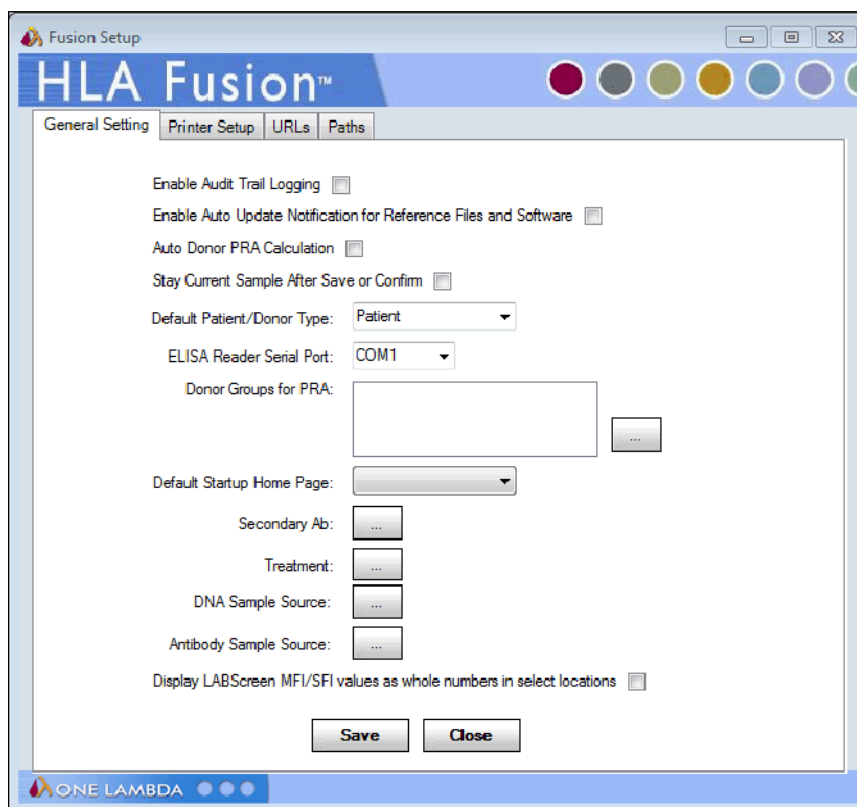 Fusion Setup
HLA Fusion™
General Setting Printer Setup URLs Paths
Enable Audit Trail Logging
Enable Auto Update Notification for Reference Files and Software
Auto Donor PRA Calculation
Stay Current Sample After Save or Confirm
Default Patient/Donor Type: Patient
ELISA Reader Serial Port: COM1
Donor Groups for PRA:
...
Default Startup Home Page:
Secondary Ab: ...
Treatment: ...
DNA Sample Source: ...
Antibody Sample Source: ...
Display LABScreen MFI/SFI values as whole numbers in select locations
Save Close
ONE LAMBDA